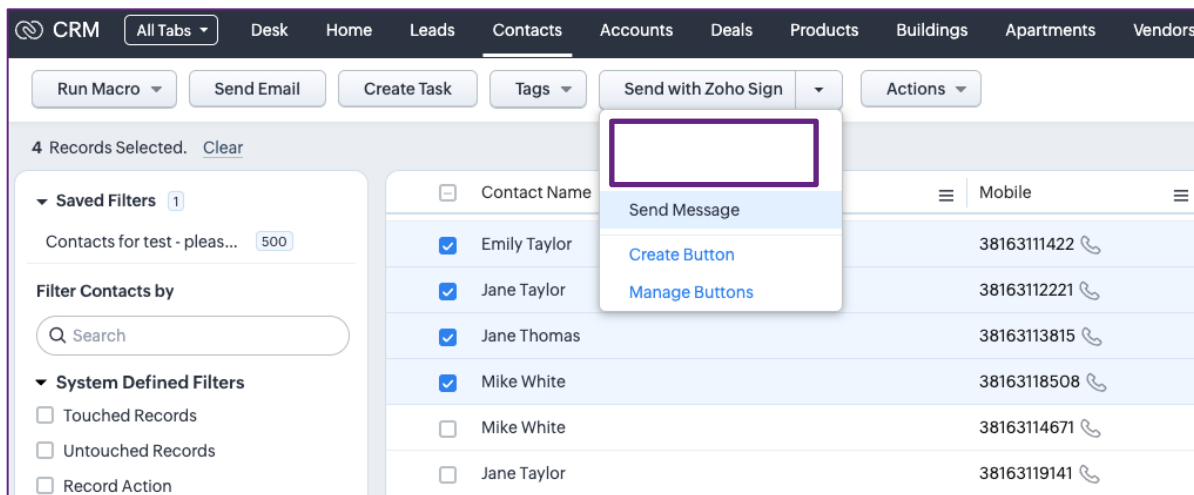 CRM All Tabs Desk Home Leads Contacts Accounts Deals Products Buildings Apartments Vendors
Run Macro Send Email Create Task Tags Send with Zoho Sign Actions
4 Records Selected. Clear
Saved Filters 1
Contacts for test - pleas... 500
Filter Contacts by
Search
System Defined Filters
Touched Records
Untouched Records
Record Action
Send Message
Create Button
Manage Buttons
Contact Name Mobile
Emily Taylor 38163111422
Jane Taylor 38163112221
Jane Thomas 38163113815
Mike White 38163118508
Mike White 38163114671
Jane Taylor 38163119141